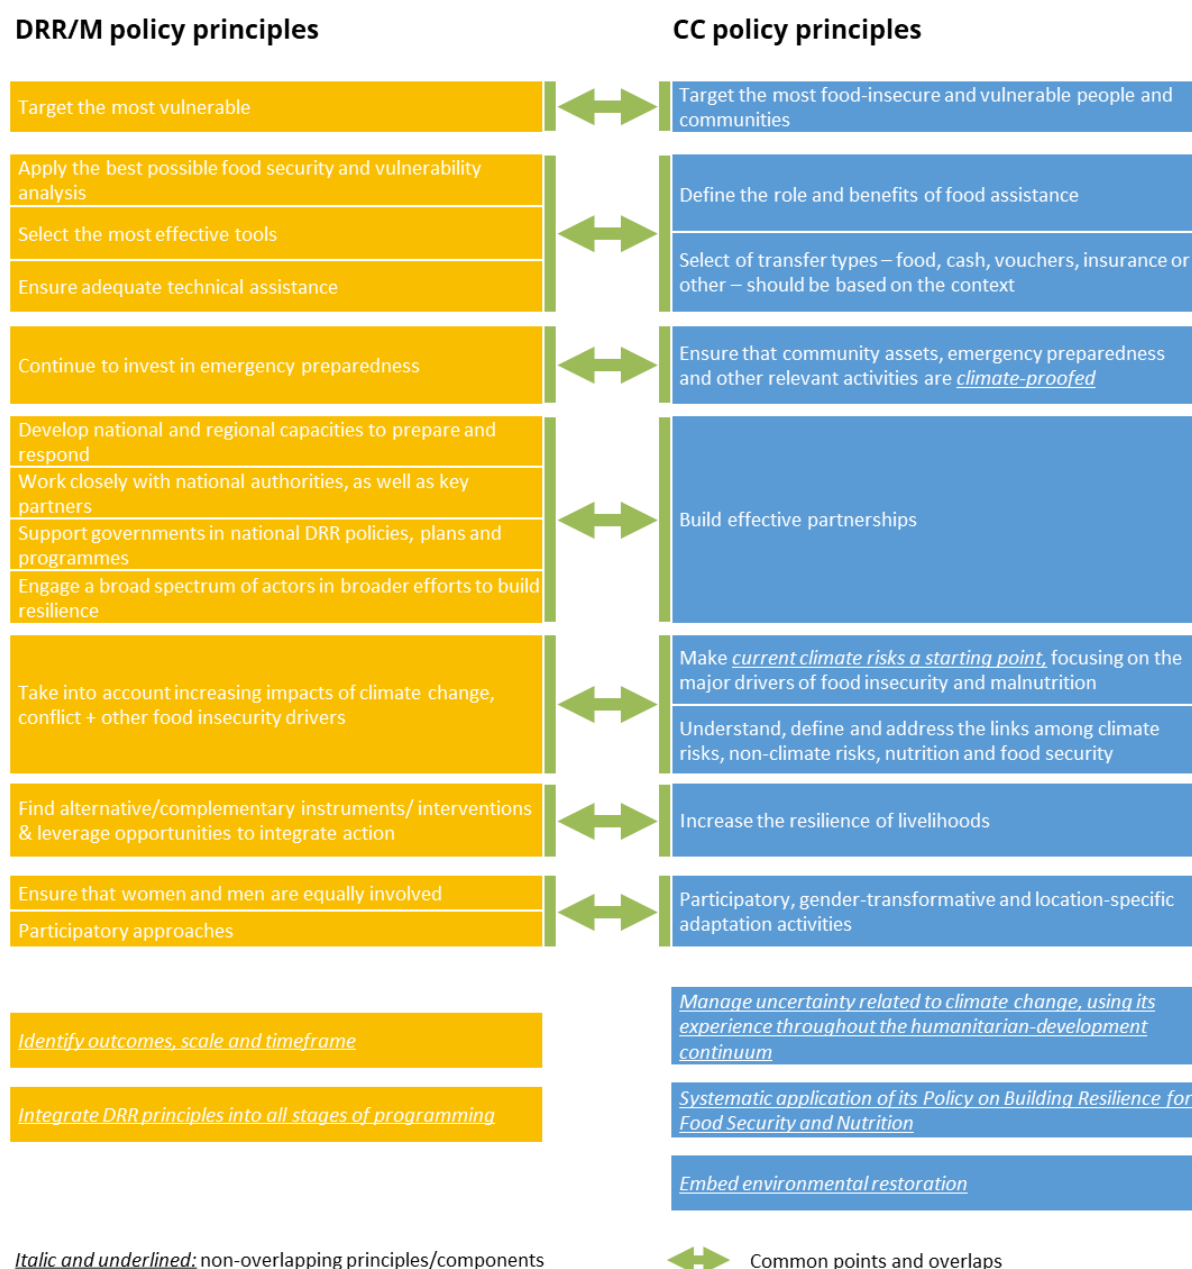 DRR/M policy principles
CC policy principles
Target the most vulnerable
Target the most food-insecure and vulnerable people and
communities
Apply the best possible food security and vulnerability
analysis
Select the most effective tools
Ensure adequate technical assistance
Define the role and benefits of food assistance
Select of transfer types – food, cash, vouchers, insurance or
other – should be based on the context
Continue to invest in emergency preparedness
Ensure that community assets, emergency preparedness
and other relevant activities are climate-proofed
Develop national and regional capacities to prepare and
respond
Work closely with national authorities, as well as key
partners
Support governments in national DRR policies, plans and
programmes
Engage a broad spectrum of actors in broader efforts to build
resilience
Build effective partnerships
Take into account increasing impacts of climate change,
conflict + other food insecurity drivers
Make current climate risks a starting point, focusing on the
major drivers of food insecurity and malnutrition
Understand, define and address the links among climate
risks, non-climate risks, nutrition and food security
Find alternative/complementary instruments/ interventions
& leverage opportunities to integrate action
Increase the resilience of livelihoods
Ensure that women and men are equally involved
Participatory approaches
Participatory, gender-transformative and location-specific
adaptation activities
Identify outcomes, scale and timeframe
Integrate DRR principles into all stages of programming
Manage uncertainty related to climate change, using its
experience throughout the humanitarian-development
continuum
Systematic application of its Policy on Building Resilience for
Food Security and Nutrition
Embed environmental restoration
Italic and underlined: non-overlapping principles/components
Common points and overlaps